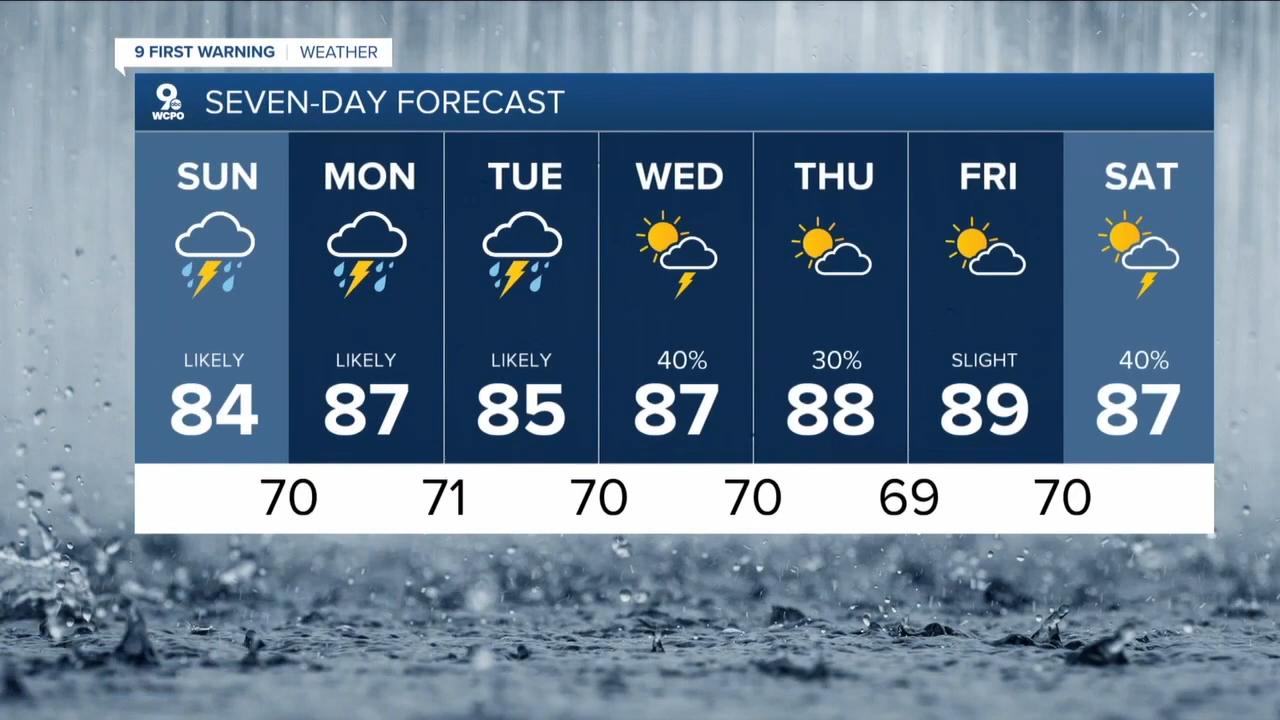 9 FIRST WARNING | WEATHER
9 abc
WCPO
SEVEN-DAY FORECAST
SUN MON TUE WED THU FRI SAT
LIKELY LIKELY LIKELY 40% 30% SLIGHT 40%
84 87 85 87 88 89 87
70 71 70 70 69 70